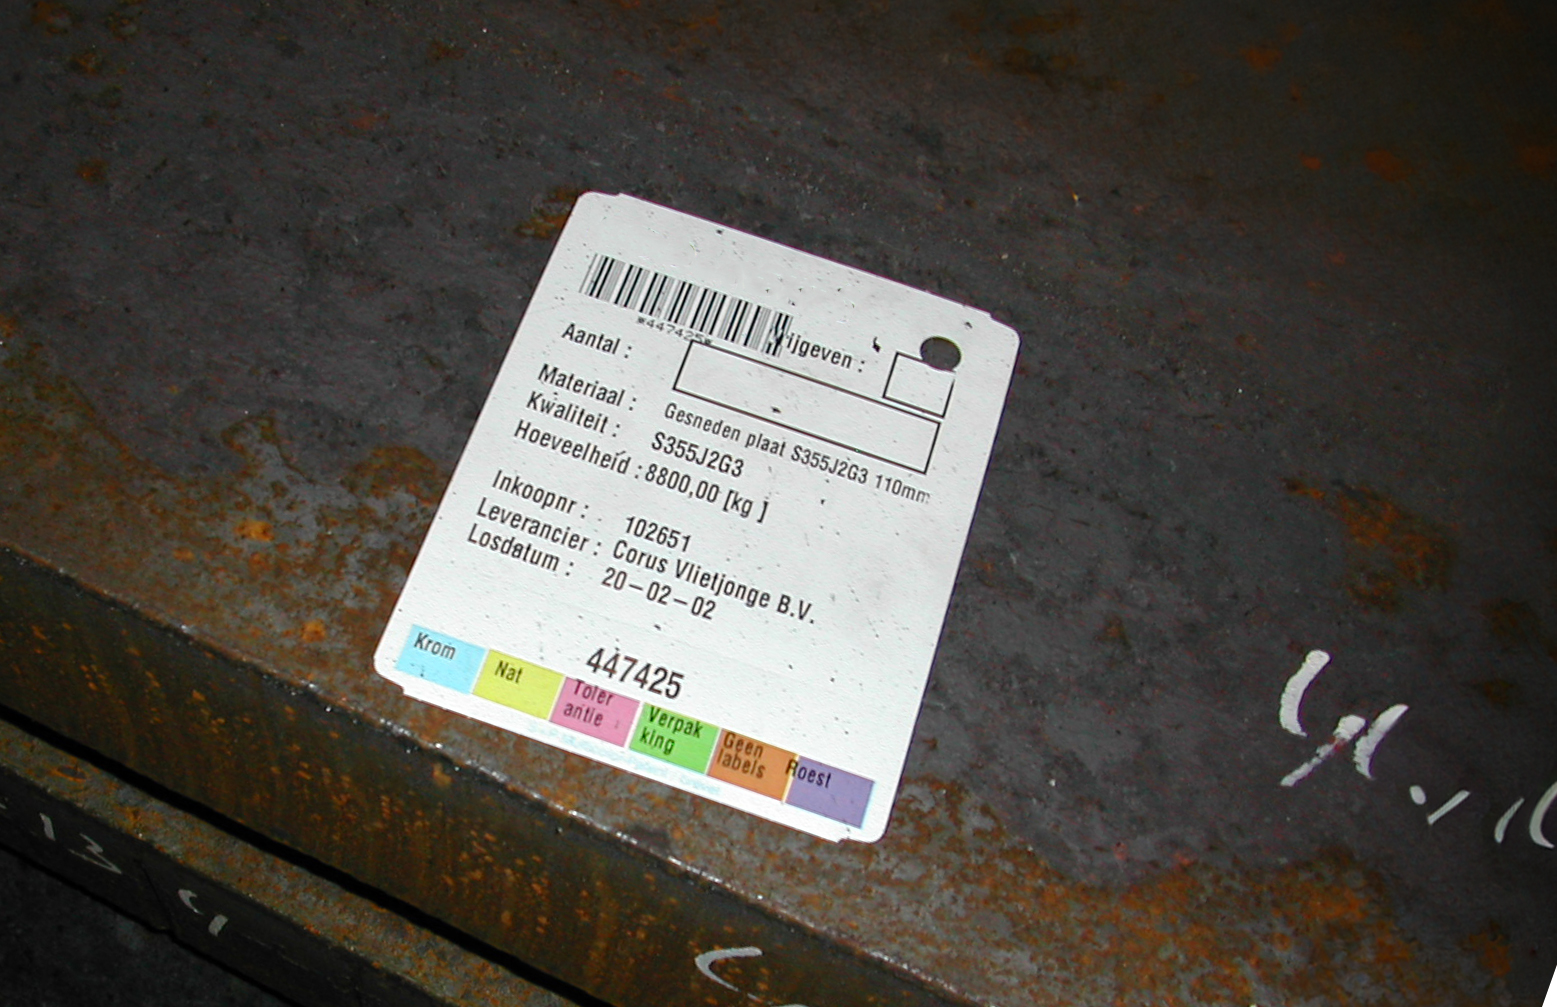 *447425*
Vrijgeven :
Aantal :
Materiaal : Gesneden plaat S355J2G3 110mm
Kwaliteit : S355J2G3
Hoeveelheid : 8800,00 [kg ]
Inkoopnr : 102651
Leverancier : Corus Vlietjonge B.V.
Losdatum : 20-02-02
447425
Krom
Nat
Toler
antie
Verpak
king
Geen
labels
Roest